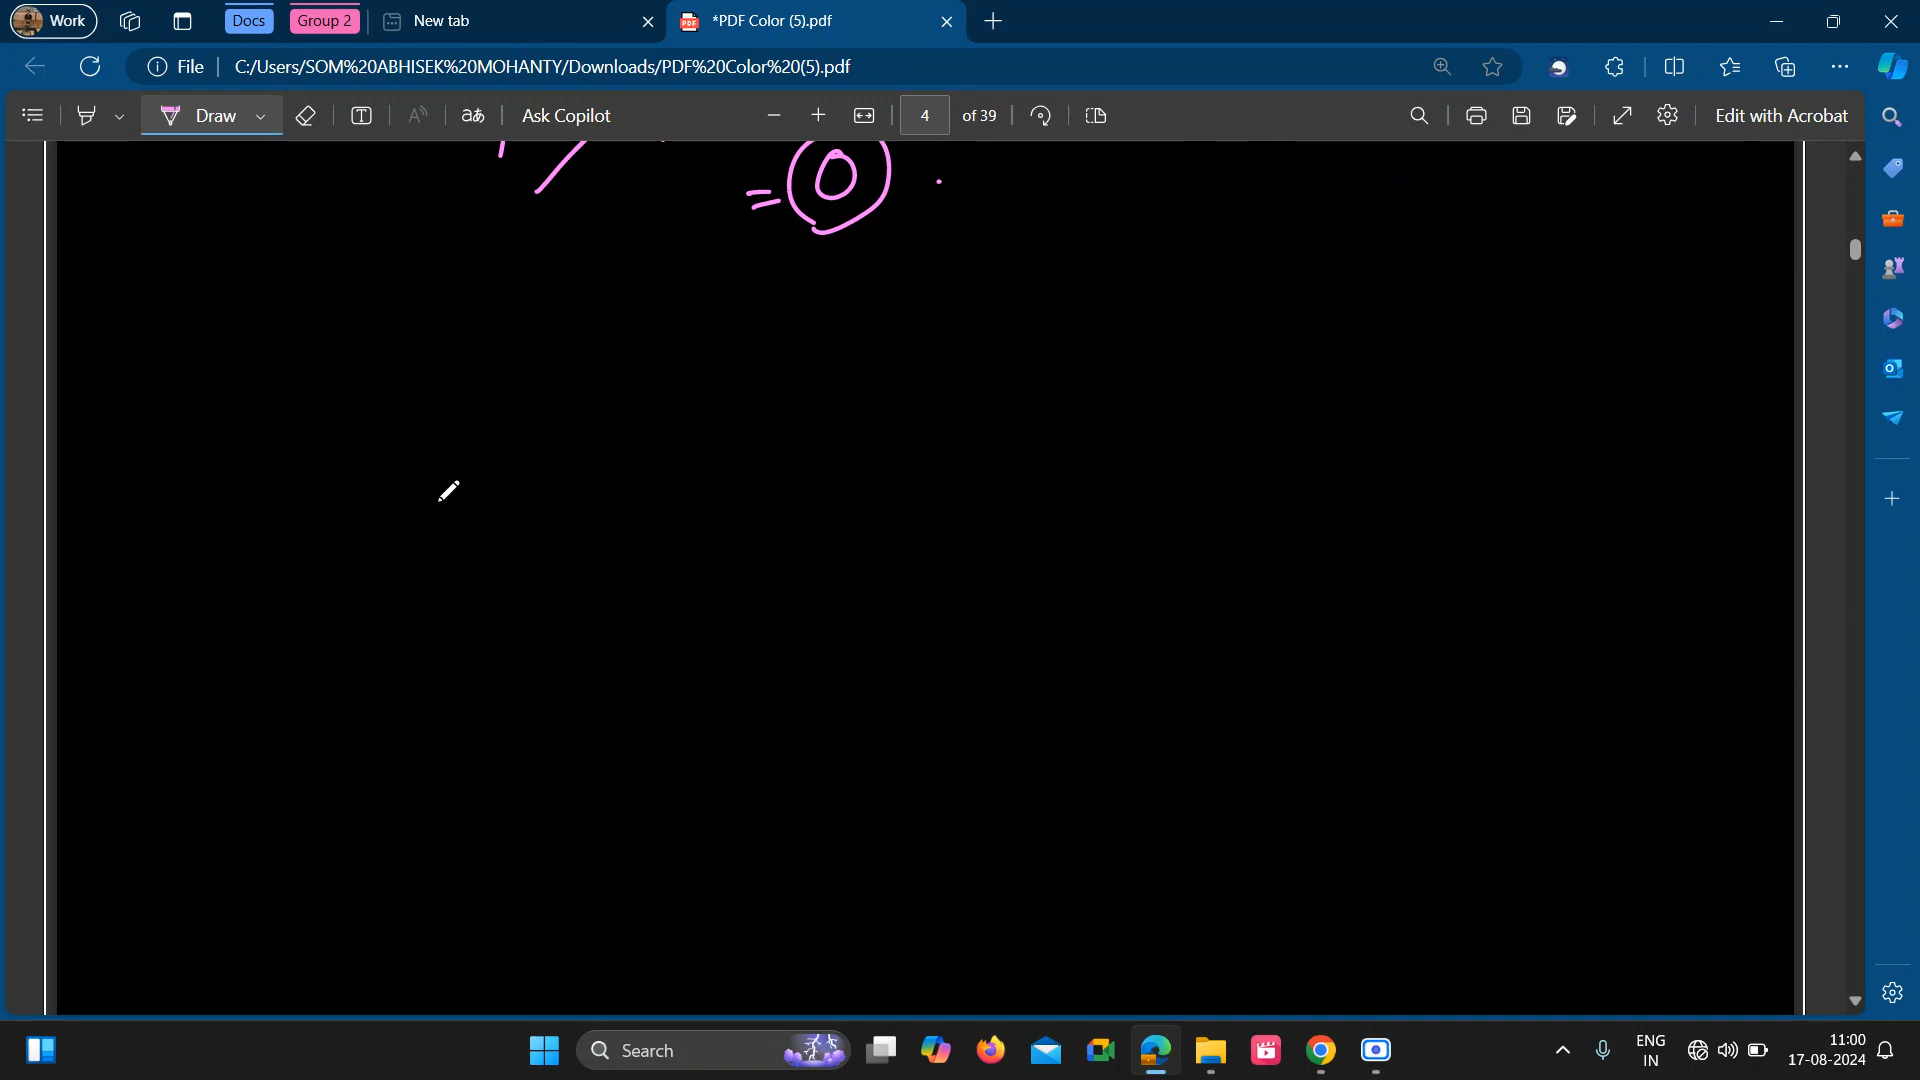 Work
Docs
Group 2
New tab
*PDF Color (5).pdf
File
C:/Users/SOM%20ABHISEK%20MOHANTY/Downloads/PDF%20Color%20(5).pdf
Draw
T
A
aあ
Ask Copilot
4
of 39
Edit with Acrobat
= 0
Search
ENG
IN
11:00
17-08-2024